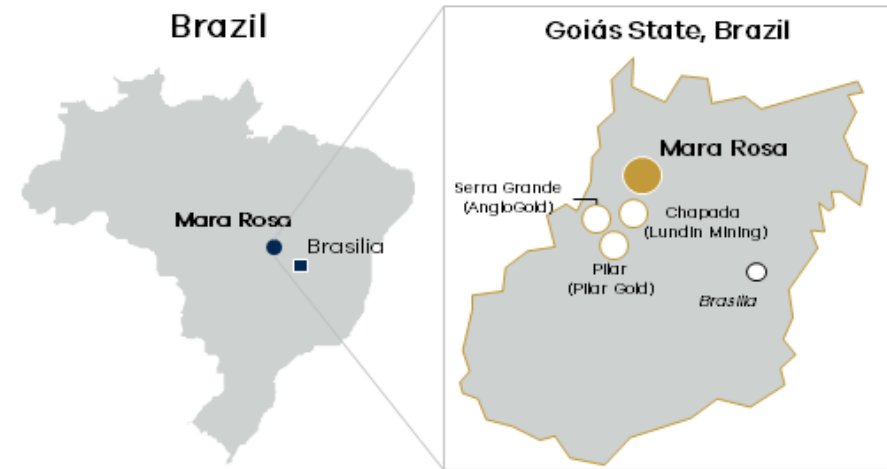 Brazil
Mara Rosa
Brasilia
Goiás State, Brazil
Mara Rosa
Serra Grande
(AngloGold)
Chapada
(Lundin Mining)
Pilar
(Pilar Gold)
Brasilia